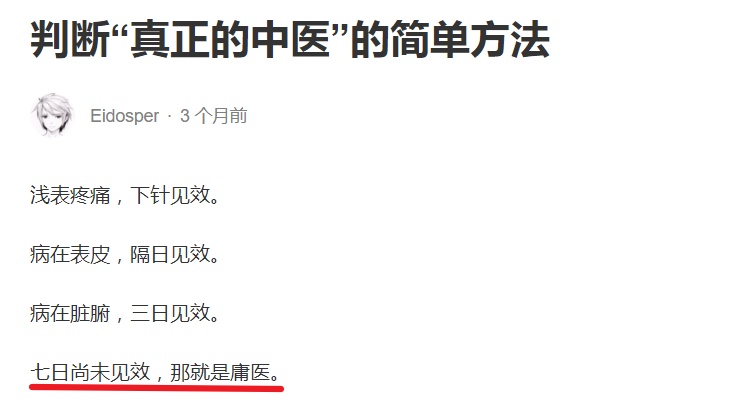 判断“真正的中医”的简单方法
Eidosper · 3 个月前
浅表疼痛，下针见效。
病在表皮，隔日见效。
病在脏腑，三日见效。
七日尚未见效，那就是庸医。